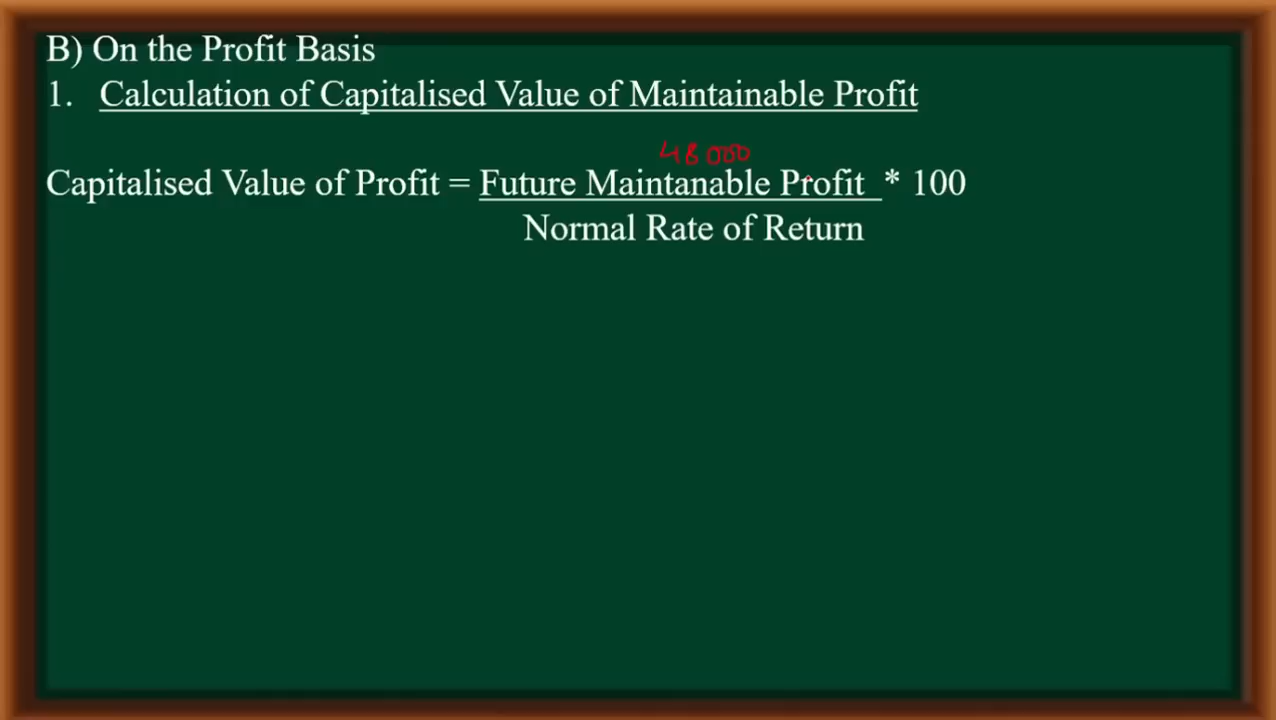 B) On the Profit Basis
1. Calculation of Capitalised Value of Maintainable Profit
48000
Capitalised Value of Profit = Future Maintanable Profit * 100
Normal Rate of Return